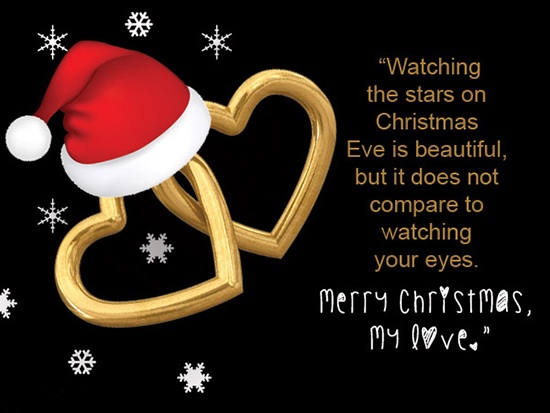 “Watching
the stars on
Christmas
Eve is beautiful,
but it does not
compare to
watching
your eyes.
Merry Christmas,
My love.”